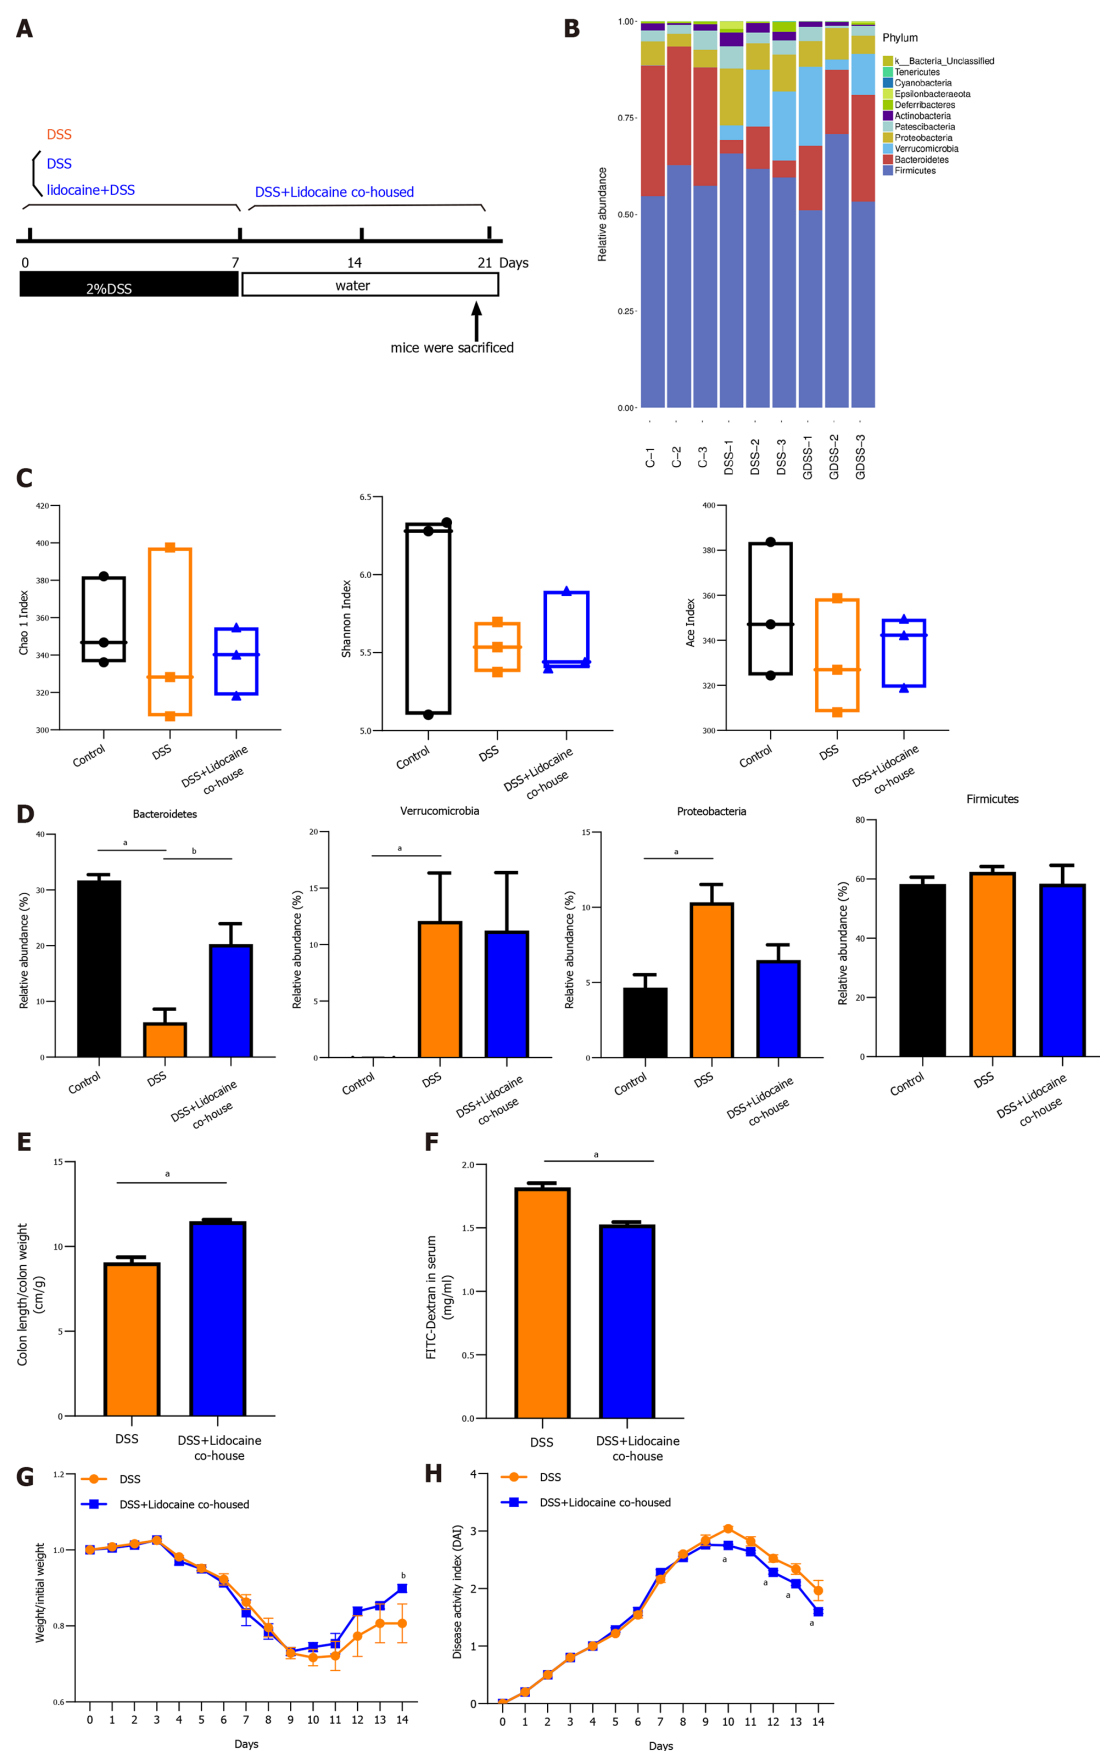 A
DSS
DSS
lidocaine+DSS
DSS+Lidocaine co-housed
0 7 14 21 Days
2%DSS
water
mice were sacrificed
B
1.00
0.75
0.50
0.25
0.00
Relative abundance
C-1
C-2
C-3
DSS-1
DSS-2
DSS-3
GDSS-1
GDSS-2
GDSS-3
Phylum
k__Bacteria_Unclassified
Tenericutes
Cyanobacteria
Epsilonbacteraeota
Deferribacteres
Actinobacteria
Patescibacteria
Proteobacteria
Verrucomicrobia
Bacteroidetes
Firmicutes
C
Chao 1 Index
420
400
380
360
340
320
300
Control
DSS
DSS+Lidocaine
co-house
Shannon Index
6.5
6.0
5.5
5.0
Control
DSS
DSS+Lidocaine
co-house
Ace Index
400
380
360
340
320
300
Control
DSS
DSS+Lidocaine
co-house
D
Bacteroidetes
Relative abundance (%)
40
30
20
10
0
a
b
Control
DSS
DSS+Lidocaine
co-house
Verrucomicrobia
Relative abundance (%)
20
15
10
5
0
a
Control
DSS
DSS+Lidocaine
co-house
Proteobacteria
Relative abundance (%)
15
10
5
0
a
Control
DSS
DSS+Lidocaine
co-house
Firmicutes
Relative abundance (%)
80
60
40
20
0
Control
DSS
DSS+Lidocaine
co-house
E
Colon length/colon weight
(cm/g)
15
10
5
0
a
DSS
DSS+Lidocaine
co-house
F
FITC-Dextran in serum
(mg/ml)
2.0
1.5
1.0
0.5
0.0
a
DSS
DSS+Lidocaine
co-house
G
Weight/initial weight
1.2
1.0
0.8
0.6
DSS
DSS+Lidocaine co-housed
b
0 1 2 3 4 5 6 7 8 9 10 11 12 13 14
Days
H
Disease activity index (DAI)
4
3
2
1
0
DSS
DSS+Lidocaine co-housed
a
a
a
a
0 1 2 3 4 5 6 7 8 9 10 11 12 13 14
Days